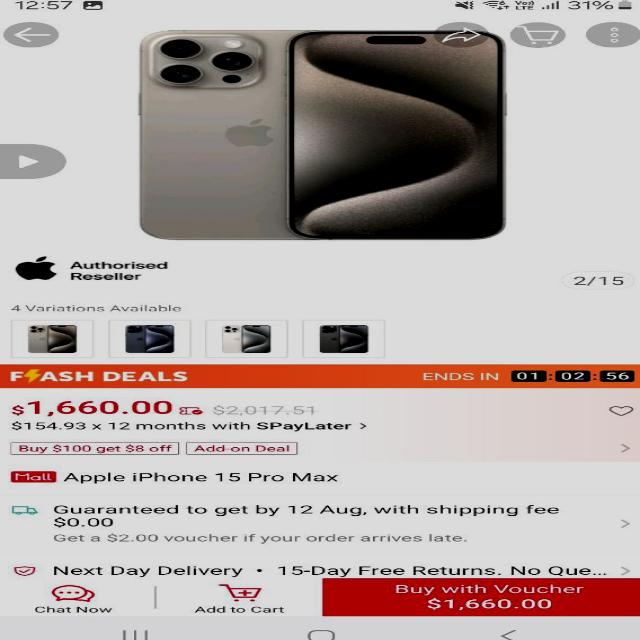 12:57
Vo))
LTE
31%
Authorised
Reseller
2/15
4 Variations Available
F ASH DEALS
ENDS IN 01:02:56
$1,660.00 $2,017.51
$154.93 x 12 months with SPayLater >
Buy $100 get $8 off
Add-on Deal
Mall Apple iPhone 15 Pro Max
Guaranteed to get by 12 Aug, with shipping fee
$0.00
Get a $2.00 voucher if your order arrives late.
Next Day Delivery • 15-Day Free Returns. No Que...
Chat Now
Add to Cart
Buy with Voucher
$1,660.00